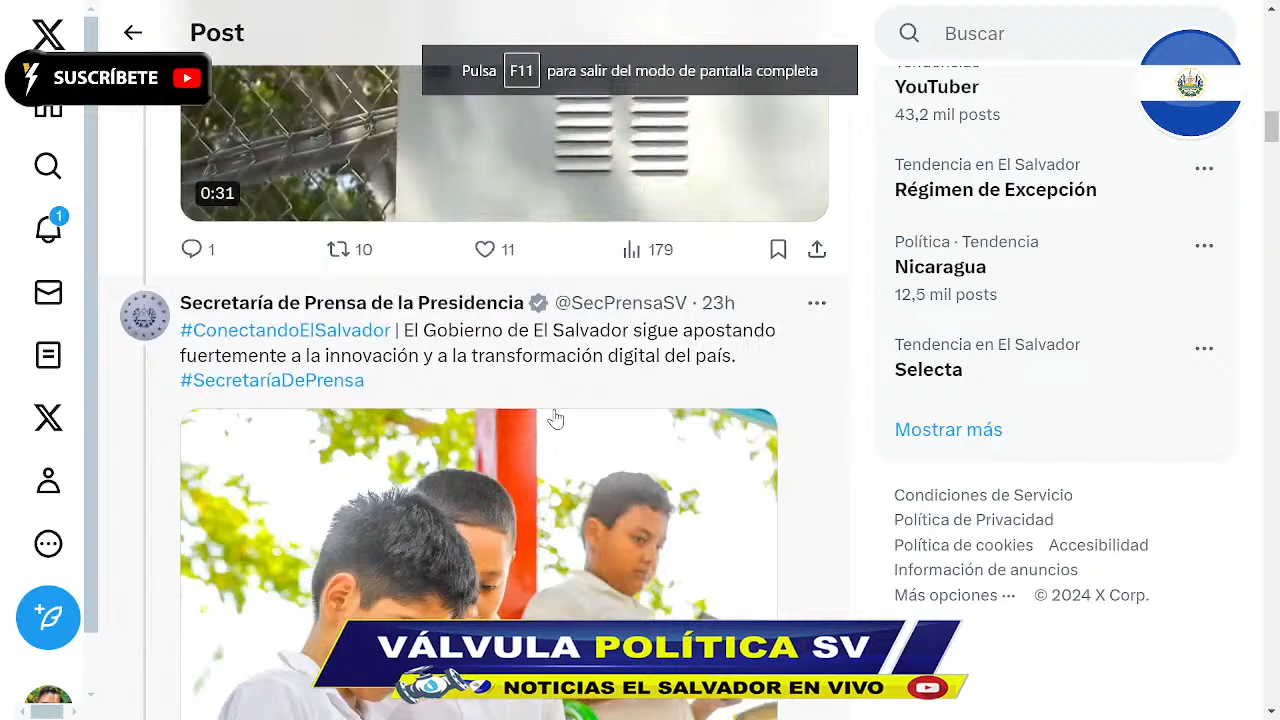 Post
Buscar
SUSCRÍBETE
Pulsa F11 para salir del modo de pantalla completa
0:31
1
10
11
179
1
Secretaría de Prensa de la Presidencia @SecPrensaSV · 23h
#ConectandoElSalvador | El Gobierno de El Salvador sigue apostando
fuertemente a la innovación y a la transformación digital del país.
#SecretaríaDePrensa
YouTuber
43,2 mil posts
Tendencia en El Salvador
Régimen de Excepción
Política · Tendencia
Nicaragua
12,5 mil posts
Tendencia en El Salvador
Selecta
Mostrar más
Condiciones de Servicio
Política de Privacidad
Política de cookies Accesibilidad
Información de anuncios
Más opciones ··· © 2024 X Corp.
VÁLVULA POLÍTICA SV
NOTICIAS EL SALVADOR EN VIVO